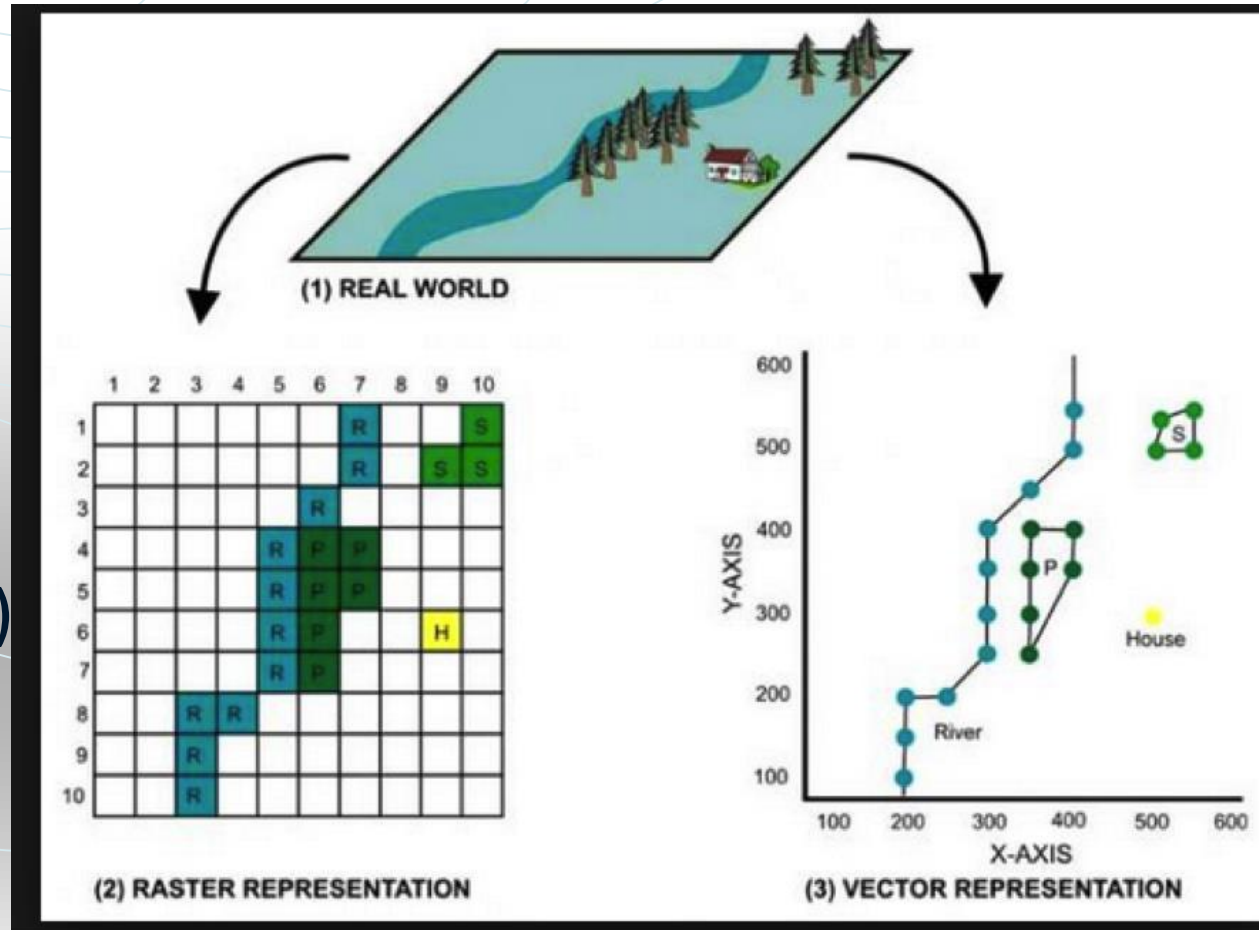 (1) REAL WORLD
1 2 3 4 5 6 7 8 9 10
1 R S
2 R S S
3 R
4 R P P
5 R P P
6 R P H
7 R P
8 R R
9 R
10 R
(2) RASTER REPRESENTATION
600
500
400
300
200
100
Y-AXIS
S
P
House
River
100 200 300 400 500 600
X-AXIS
(3) VECTOR REPRESENTATION
)